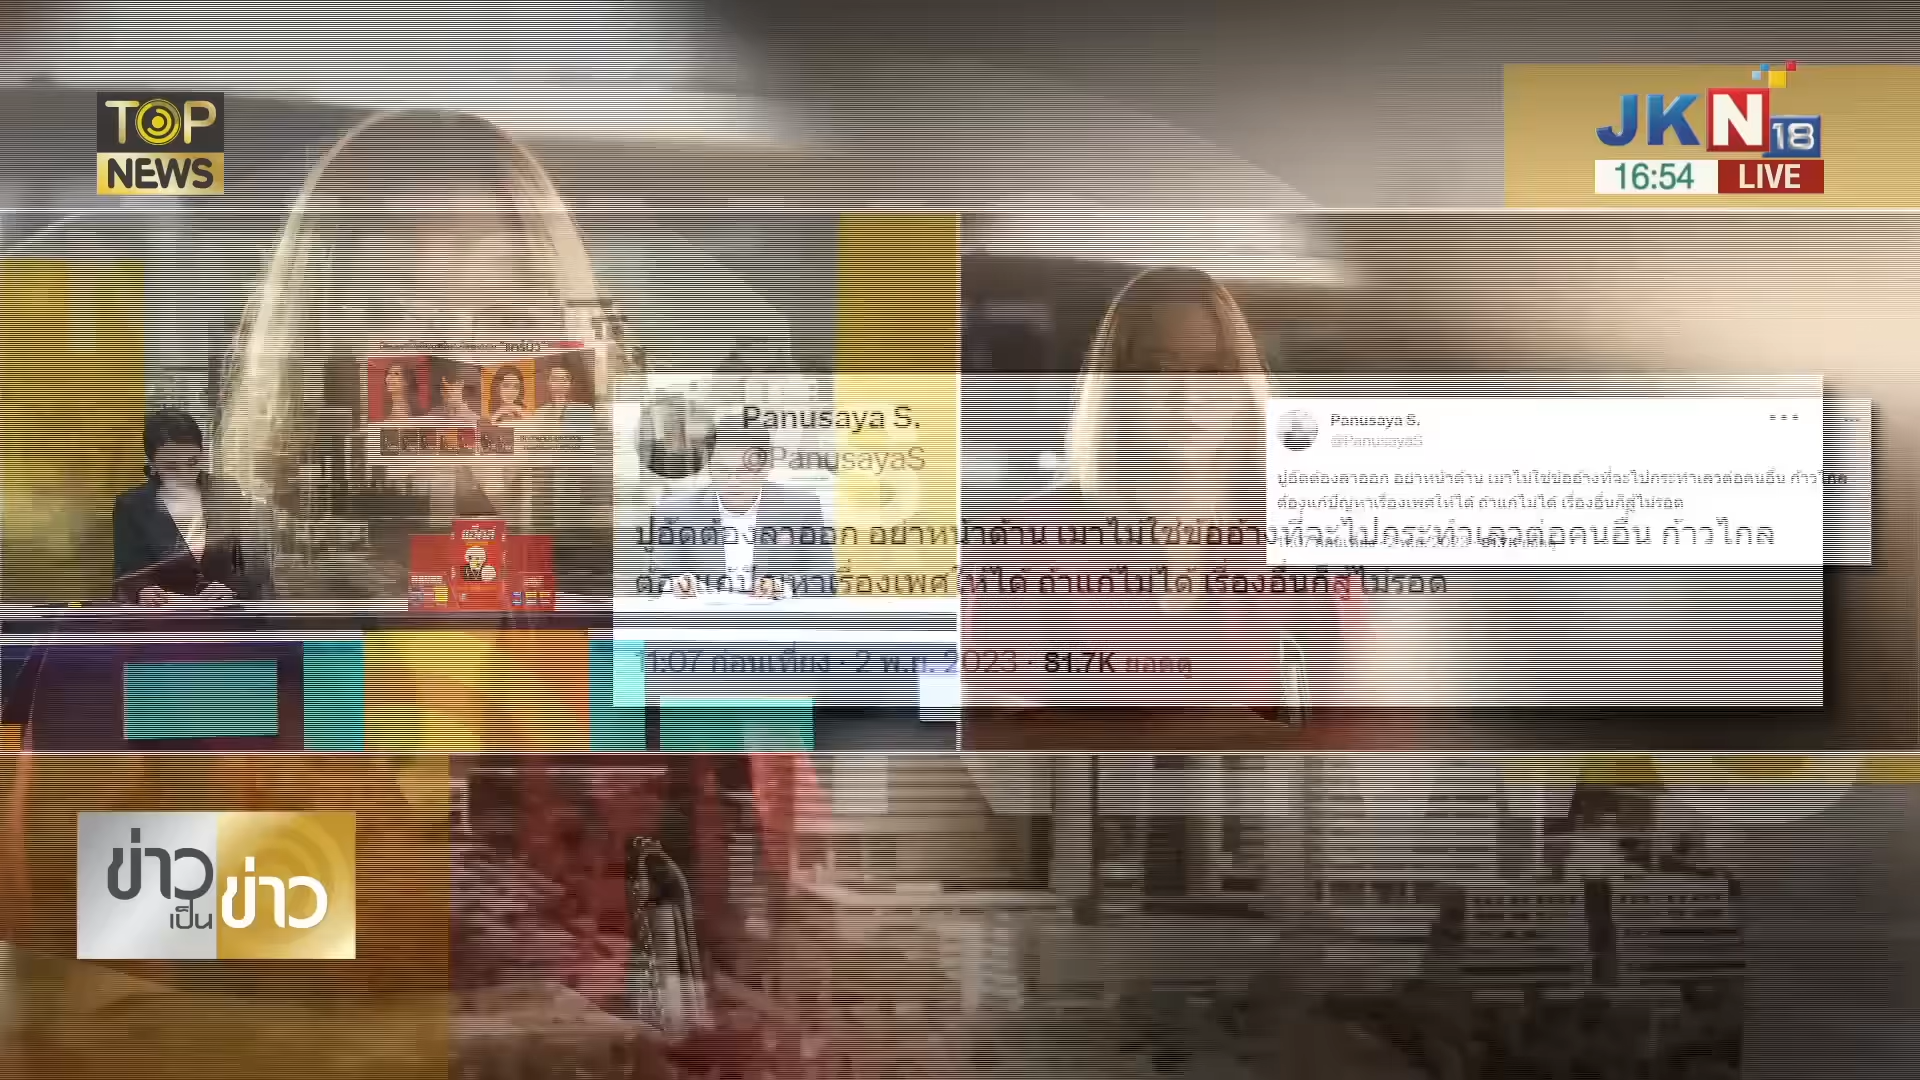 TOP
NEWS
JKN18
16:54 LIVE
"แกร์บิว"
แอ๊คส์
Panusaya S.
@PanusayaS
ปูอัดต้องลาออก อย่าหน้าด้าน เมาไม่ใช่ข้ออ้างที่จะไปกระทำเลวต่อคนอื่น ก้าวไกล
ต้องแก้ปัญหาเรื่องเพศให้ได้ ถ้าแก้ไม่ได้ เรื่องอื่นก็สู้ไม่รอด
11:07 ก่อนเที่ยง · 2 พ.ย. 2023 · 81.7K ยอดดู
Panusaya S.
@PanusayaS
ปูอัดต้องลาออก อย่าหน้าด้าน เมาไม่ใช่ข้ออ้างที่จะไปกระทำเลวต่อคนอื่น ก้าวไกล
ต้องแก้ปัญหาเรื่องเพศให้ได้ ถ้าแก้ไม่ได้ เรื่องอื่นก็สู้ไม่รอด
ข่าว
เป็น
ข่าว